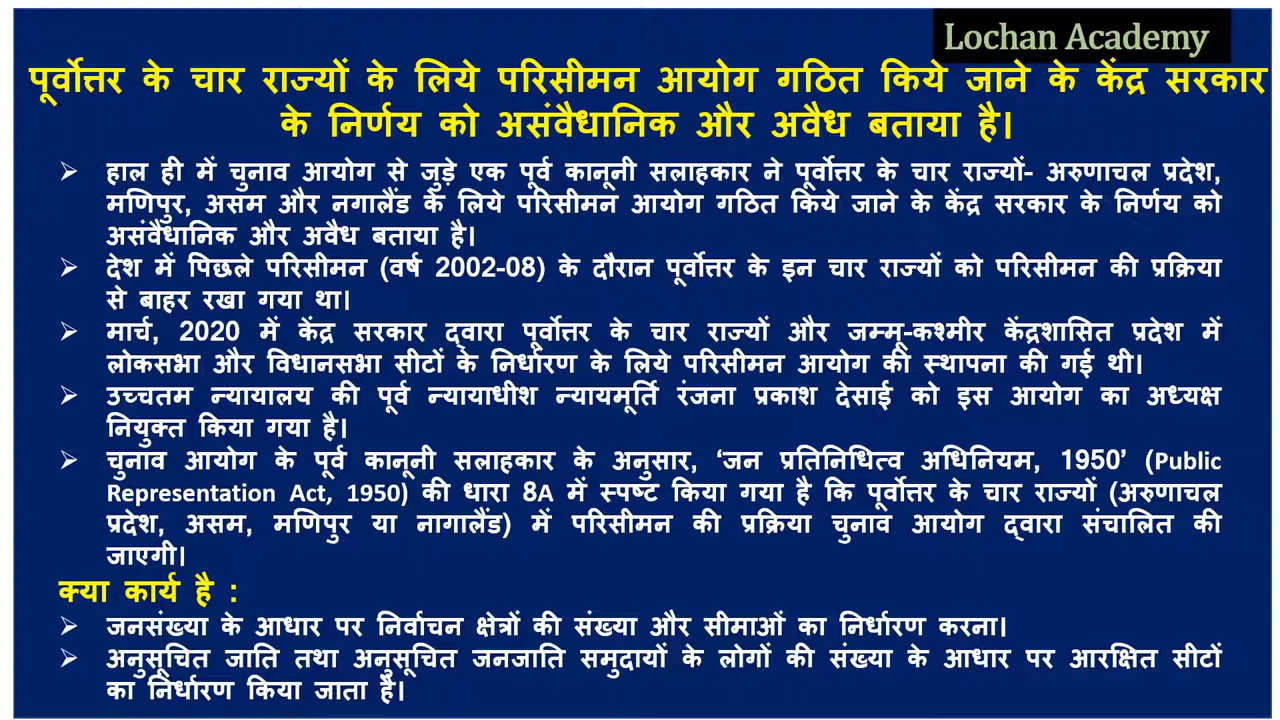 Lochan Academy
पूर्वोत्तर के चार राज्यों के लिये परिसीमन आयोग गठित किये जाने के केंद्र सरकार
के निर्णय को असंवैधानिक और अवैध बताया है।
➢ हाल ही में चुनाव आयोग से जुड़े एक पूर्व कानूनी सलाहकार ने पूर्वोत्तर के चार राज्यों- अरुणाचल प्रदेश,
मणिपुर, असम और नगालैंड के लिये परिसीमन आयोग गठित किये जाने के केंद्र सरकार के निर्णय को
असंवैधानिक और अवैध बताया है।
➢ देश में पिछले परिसीमन (वर्ष 2002-08) के दौरान पूर्वोत्तर के इन चार राज्यों को परिसीमन की प्रक्रिया
से बाहर रखा गया था।
➢ मार्च, 2020 में केंद्र सरकार द्वारा पूर्वोत्तर के चार राज्यों और जम्मू-कश्मीर केंद्रशासित प्रदेश में
लोकसभा और विधानसभा सीटों के निर्धारण के लिये परिसीमन आयोग की स्थापना की गई थी।
➢ उच्चतम न्यायालय की पूर्व न्यायाधीश न्यायमूर्ति रंजना प्रकाश देसाई को इस आयोग का अध्यक्ष
नियुक्त किया गया है।
➢ चुनाव आयोग के पूर्व कानूनी सलाहकार के अनुसार, ‘जन प्रतिनिधित्व अधिनियम, 1950’ (Public
Representation Act, 1950) की धारा 8A में स्पष्ट किया गया है कि पूर्वोत्तर के चार राज्यों (अरुणाचल
प्रदेश, असम, मणिपुर या नागालैंड) में परिसीमन की प्रक्रिया चुनाव आयोग द्वारा संचालित की
जाएगी।
क्या कार्य है :
➢ जनसंख्या के आधार पर निर्वाचन क्षेत्रों की संख्या और सीमाओं का निर्धारण करना।
➢ अनुसूचित जाति तथा अनुसूचित जनजाति समुदायों के लोगों की संख्या के आधार पर आरक्षित सीटों
का निर्धारण किया जाता है।